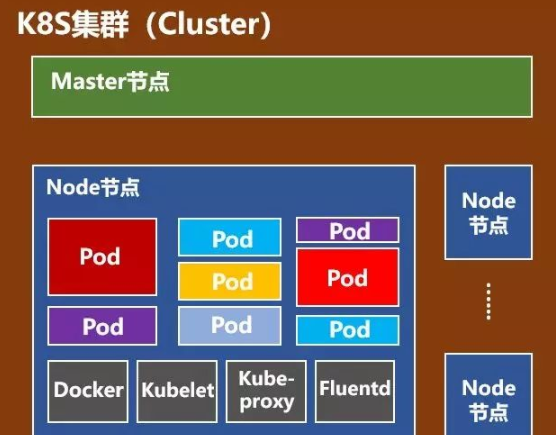 K8S集群（Cluster）
Master节点
Node节点
Pod
Pod
Pod
Pod
Pod
Pod
Pod
Pod
Docker
Kubelet
Kube-
proxy
Fluentd
Node
节点
Node
节点